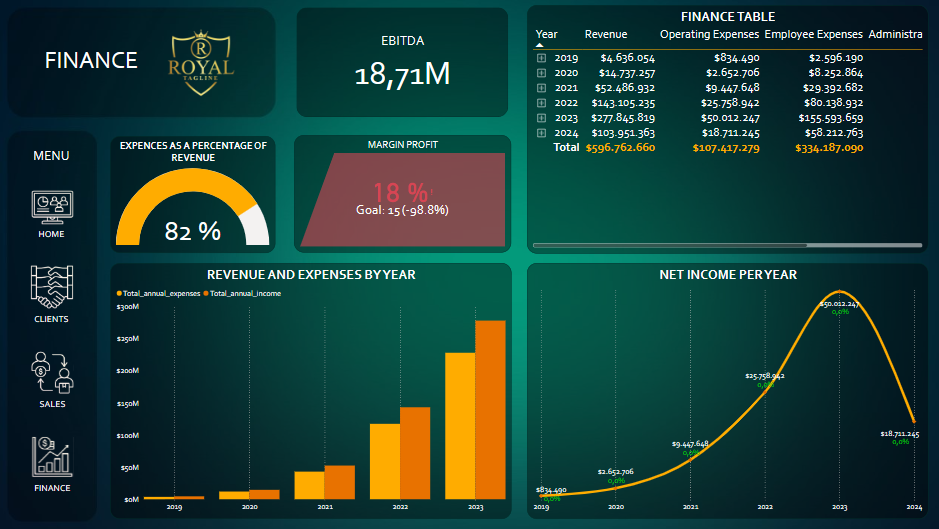 FINANCE
R
ROYAL
TAGLINE
EBITDA
18,71M
FINANCE TABLE
Year Revenue Operating Expenses Employee Expenses Administra
2019 $4.636.054 $834.490 $2.596.190
2020 $14.737.257 $2.652.706 $8.252.864
2021 $52.486.932 $9.447.648 $29.392.682
2022 $143.105.235 $25.758.942 $80.138.932
2023 $277.845.819 $50.012.247 $155.593.659
2024 $103.951.363 $18.711.245 $58.212.763
Total $596.762.660 $107.417.279 $334.187.090
MENU
HOME
CLIENTS
SALES
FINANCE
EXPENCES AS A PERCENTAGE OF
REVENUE
82 %
MARGIN PROFIT
18 %!
Goal: 15 (-98.8%)
REVENUE AND EXPENSES BY YEAR
Total_annual_expenses Total_annual_income
$300M
$250M
$200M
$150M
$100M
$50M
$0M
2019 2020 2021 2022 2023
NET INCOME PER YEAR
$50.012.247
0,0%
$25.758.942
0,0%
$18.711.245
0,0%
$9.447.648
0,0%
$2.652.706
0,0%
$834.490
0,0%
2019 2020 2021 2022 2023 2024